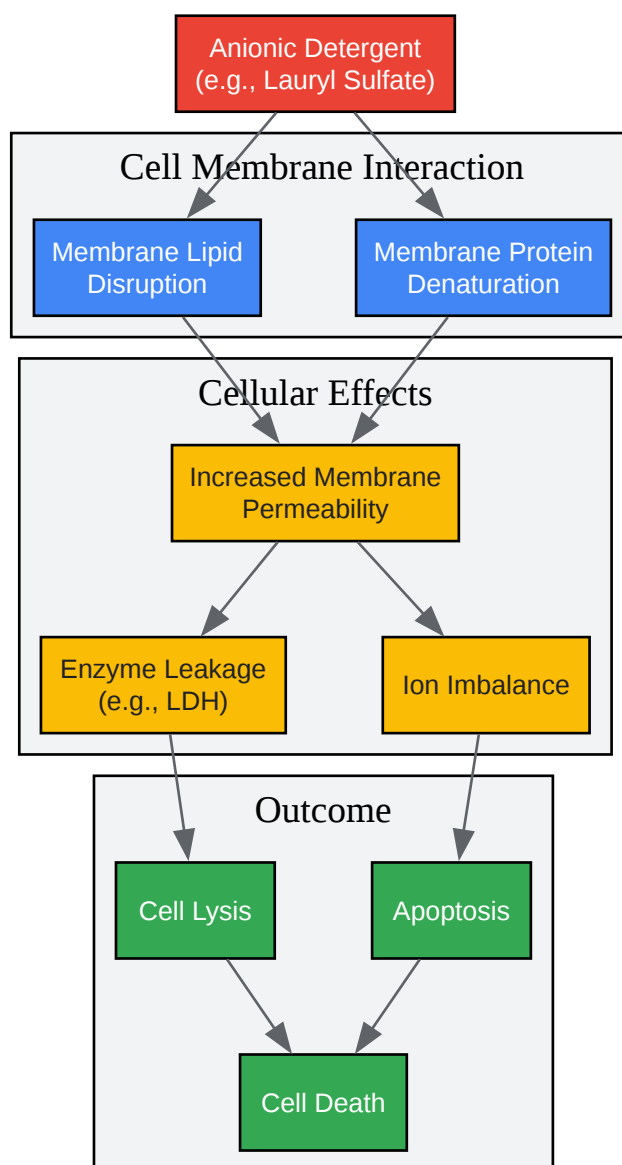 Anionic Detergent
(e.g., Lauryl Sulfate)
Cell Membrane Interaction
Membrane Lipid
Disruption
Membrane Protein
Denaturation
Cellular Effects
Increased Membrane
Permeability
Enzyme Leakage
(e.g., LDH)
Ion Imbalance
Outcome
Cell Lysis
Apoptosis
Cell Death